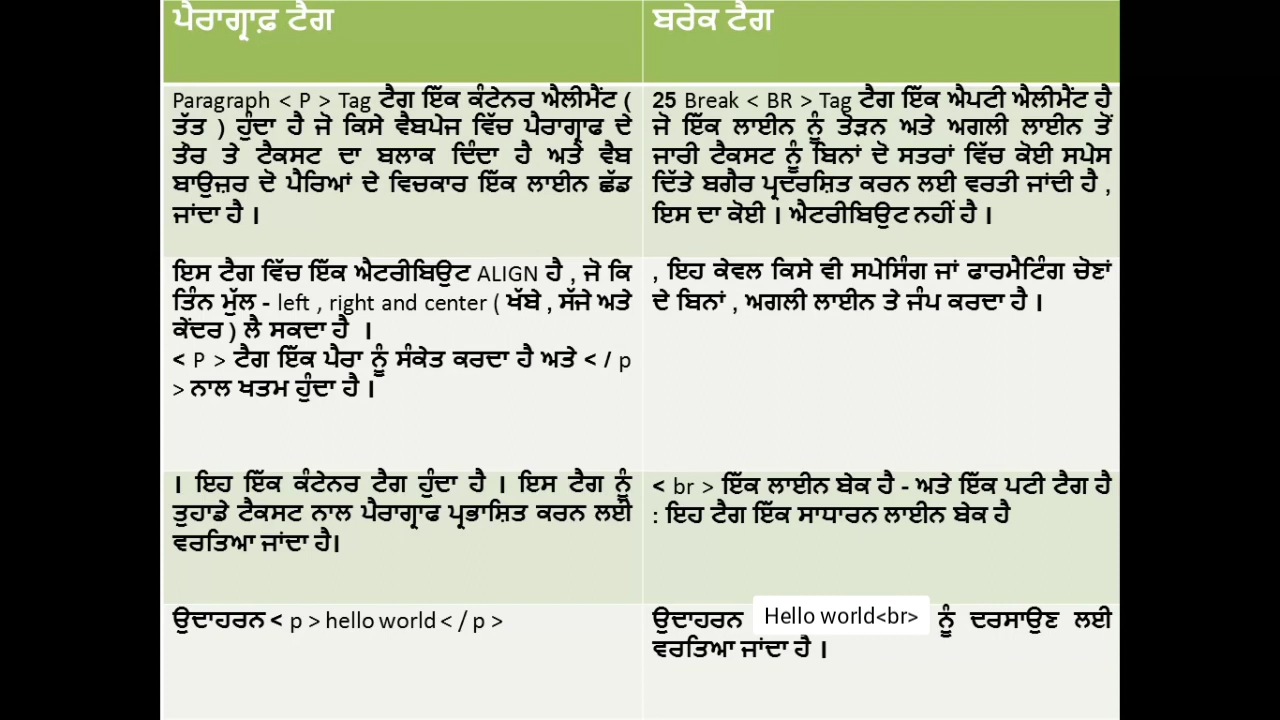 ਪੈਰਾਗ੍ਰਾਫ਼ ਟੈਗ
ਬਰੇਕ ਟੈਗ
Paragraph < P > Tag ਟੈਗ ਇੱਕ ਕੰਟੇਨਰ ਐਲੀਮੈਂਟ (
ਤੱਤ ) ਹੁੰਦਾ ਹੈ ਜੋ ਕਿਸੇ ਵੈਬਪੇਜ ਵਿੱਚ ਪੈਰਾਗ੍ਰਾਫ ਦੇ
ਤੌਰ ਤੇ ਟੈਕਸਟ ਦਾ ਬਲਾਕ ਦਿੰਦਾ ਹੈ ਅਤੇ ਵੈਬ
ਬਾਉਜ਼ਰ ਦੋ ਪੈਰਿਆਂ ਦੇ ਵਿਚਕਾਰ ਇੱਕ ਲਾਈਨ ਛੱਡ
ਜਾਂਦਾ ਹੈ ।
25 Break < BR > Tag ਟੈਗ ਇੱਕ ਐਪਟੀ ਐਲੀਮੈਂਟ ਹੈ
ਜੋ ਇੱਕ ਲਾਈਨ ਨੂੰ ਤੋੜਨ ਅਤੇ ਅਗਲੀ ਲਾਈਨ ਤੋਂ
ਜਾਰੀ ਟੈਕਸਟ ਨੂੰ ਬਿਨਾਂ ਦੋ ਸਤਰਾਂ ਵਿੱਚ ਕੋਈ ਸਪੇਸ
ਦਿੱਤੇ ਬਗੈਰ ਪ੍ਰਦਰਸ਼ਿਤ ਕਰਨ ਲਈ ਵਰਤੀ ਜਾਂਦੀ ਹੈ ,
ਇਸ ਦਾ ਕੋਈ । ਐਟਰੀਬਿਉਟ ਨਹੀਂ ਹੈ ।
ਇਸ ਟੈਗ ਵਿੱਚ ਇੱਕ ਐਟਰੀਬਿਉਟ ALIGN ਹੈ , ਜੋ ਕਿ
ਤਿੰਨ ਮੁੱਲ - left , right and center ( ਖੱਬੇ , ਸੱਜੇ ਅਤੇ
ਕੇਂਦਰ ) ਲੈ ਸਕਦਾ ਹੈ ।
< P > ਟੈਗ ਇੱਕ ਪੈਰਾ ਨੂੰ ਸੰਕੇਤ ਕਰਦਾ ਹੈ ਅਤੇ < / p
> ਨਾਲ ਖਤਮ ਹੁੰਦਾ ਹੈ ।
, ਇਹ ਕੇਵਲ ਕਿਸੇ ਵੀ ਸਪੇਸਿੰਗ ਜਾਂ ਫਾਰਮੈਟਿੰਗ ਚੋਣਾਂ
ਦੇ ਬਿਨਾਂ , ਅਗਲੀ ਲਾਈਨ ਤੇ ਜੰਪ ਕਰਦਾ ਹੈ ।
। ਇਹ ਇੱਕ ਕੰਟੇਨਰ ਟੈਗ ਹੁੰਦਾ ਹੈ । ਇਸ ਟੈਗ ਨੂੰ
ਤੁਹਾਡੇ ਟੈਕਸਟ ਨਾਲ ਪੈਰਾਗ੍ਰਾਫ ਪ੍ਰਭਾਸ਼ਿਤ ਕਰਨ ਲਈ
ਵਰਤਿਆ ਜਾਂਦਾ ਹੈ।
< br > ਇੱਕ ਲਾਈਨ ਬੇਕ ਹੈ - ਅਤੇ ਇੱਕ ਪਟੀ ਟੈਗ ਹੈ
: ਇਹ ਟੈਗ ਇੱਕ ਸਾਧਾਰਨ ਲਾਈਨ ਬੇਕ ਹੈ
ਉਦਾਹਰਨ < p > hello world < / p >
ਉਦਾਹਰਨ Hello world<br> ਨੂੰ ਦਰਸਾਉਣ ਲਈ
ਵਰਤਿਆ ਜਾਂਦਾ ਹੈ ।